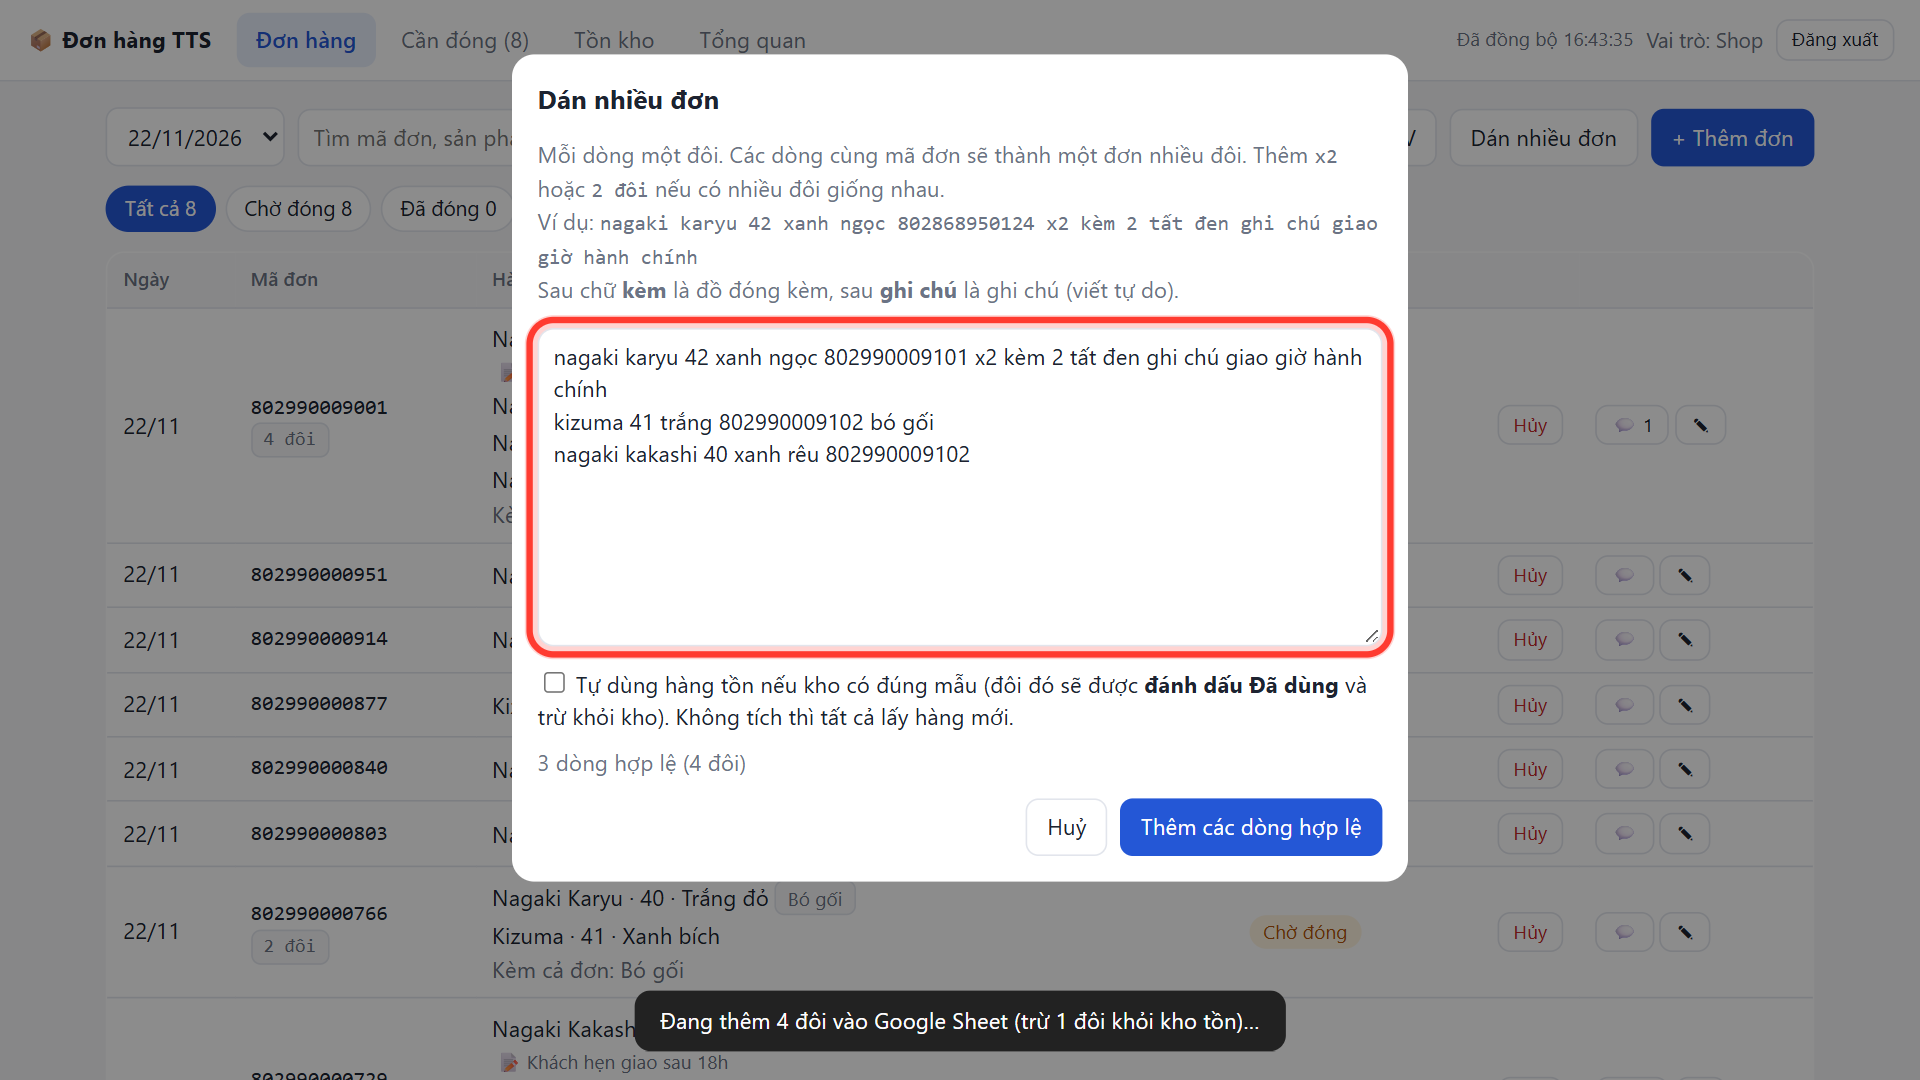 Đơn hàng TTS
Đơn hàng
Cần đóng (8)
Tồn kho
Tổng quan
Đã đồng bộ 16:43:35
Vai trò: Shop
Đăng xuất
22/11/2026
Tìm mã đơn, sản
Dán nhiều đơn
+ Thêm đơn
Tất cả 8
Chờ đóng 8
Đã đóng 0
Ngày
Mã đơn
Dán nhiều đơn
Mỗi dòng một đôi. Các dòng cùng mã đơn sẽ thành một đơn nhiều đôi. Thêm x2
hoặc 2 đôi nếu có nhiều đôi giống nhau.
Ví dụ: nagaki karyu 42 xanh ngọc 802868950124 x2 kèm 2 tất đen ghi chú giao
giờ hành chính
Sau chữ kèm là đồ đóng kèm, sau ghi chú là ghi chú (viết tự do).
nagaki karyu 42 xanh ngọc 802990009101 x2 kèm 2 tất đen ghi chú giao giờ hành
chính
kizuma 41 trắng 802990009102 bó gối
nagaki kakashi 40 xanh rêu 802990009102
Tự dùng hàng tồn nếu kho có đúng mẫu (đôi đó sẽ được đánh dấu Đã dùng và
trừ khỏi kho). Không tích thì tất cả lấy hàng mới.
3 dòng hợp lệ (4 đôi)
Huỷ
Thêm các dòng hợp lệ
22/11
802990009001
4 đôi
Hủy
1
22/11
802990000951
Hủy
22/11
802990000914
Hủy
22/11
802990000877
Hủy
22/11
802990000840
Hủy
22/11
802990000803
Hủy
22/11
802990000766
2 đôi
Nagaki Karyu · 40 · Trắng đỏ
Bó gối
Kizuma · 41 · Xanh bích
Kèm cả đơn: Bó gối
Chờ đóng
Hủy
Nagaki Kakash
Khách hẹn giao sau 18h
802990000729
Đang thêm 4 đôi vào Google Sheet (trừ 1 đôi khỏi kho tồn)...